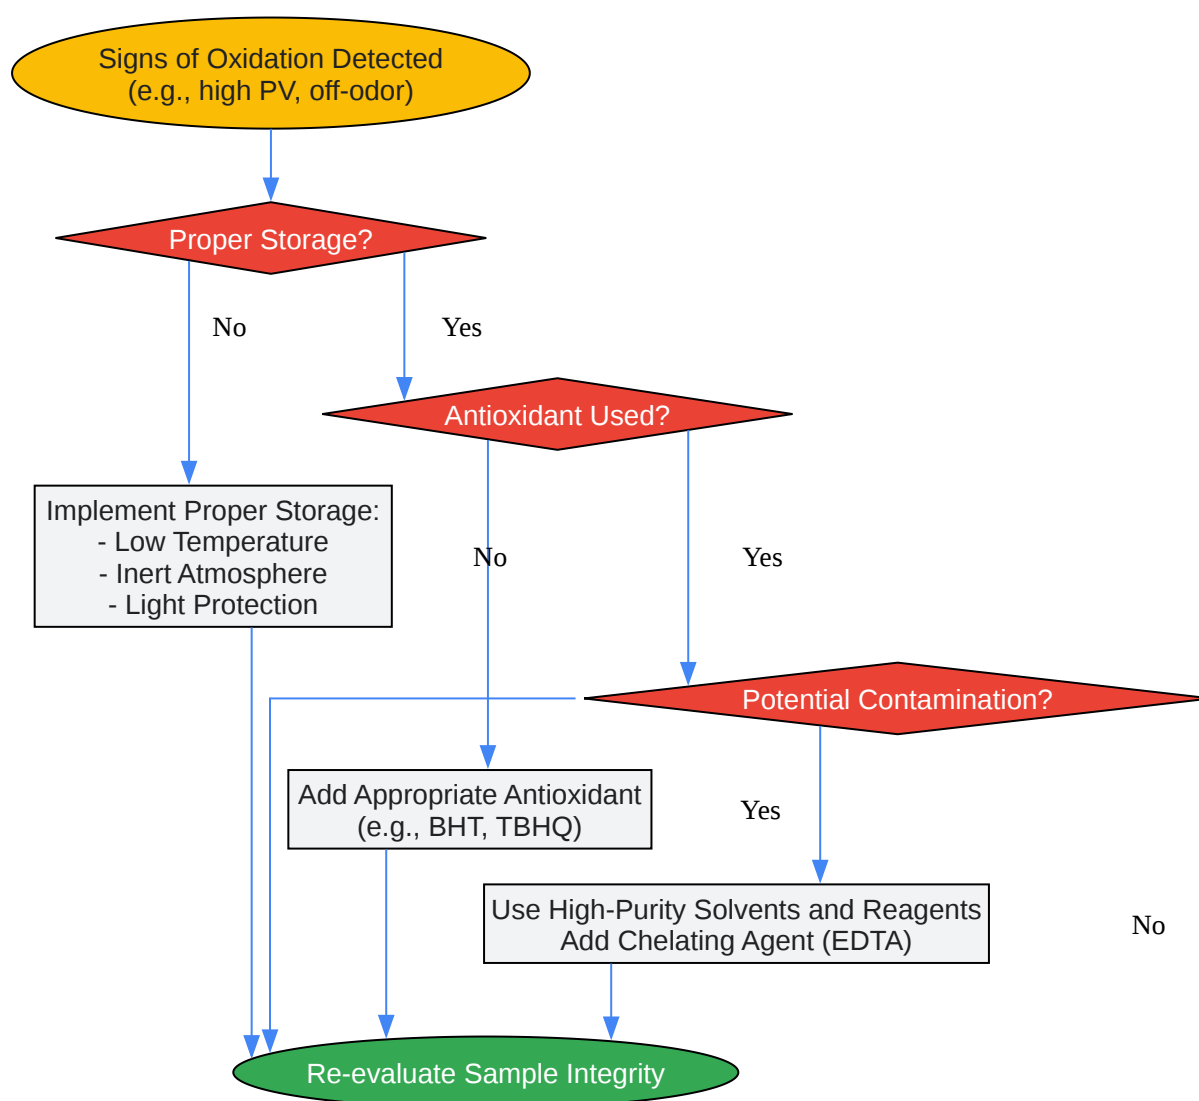 Signs of Oxidation Detected
(e.g., high PV, off-odor)
Proper Storage?
No
Yes
Antioxidant Used?
Implement Proper Storage:
- Low Temperature
- Inert Atmosphere
- Light Protection
No
Yes
Potential Contamination?
Add Appropriate Antioxidant
(e.g., BHT, TBHQ)
Yes
Use High-Purity Solvents and Reagents
Add Chelating Agent (EDTA)
No
Re-evaluate Sample Integrity